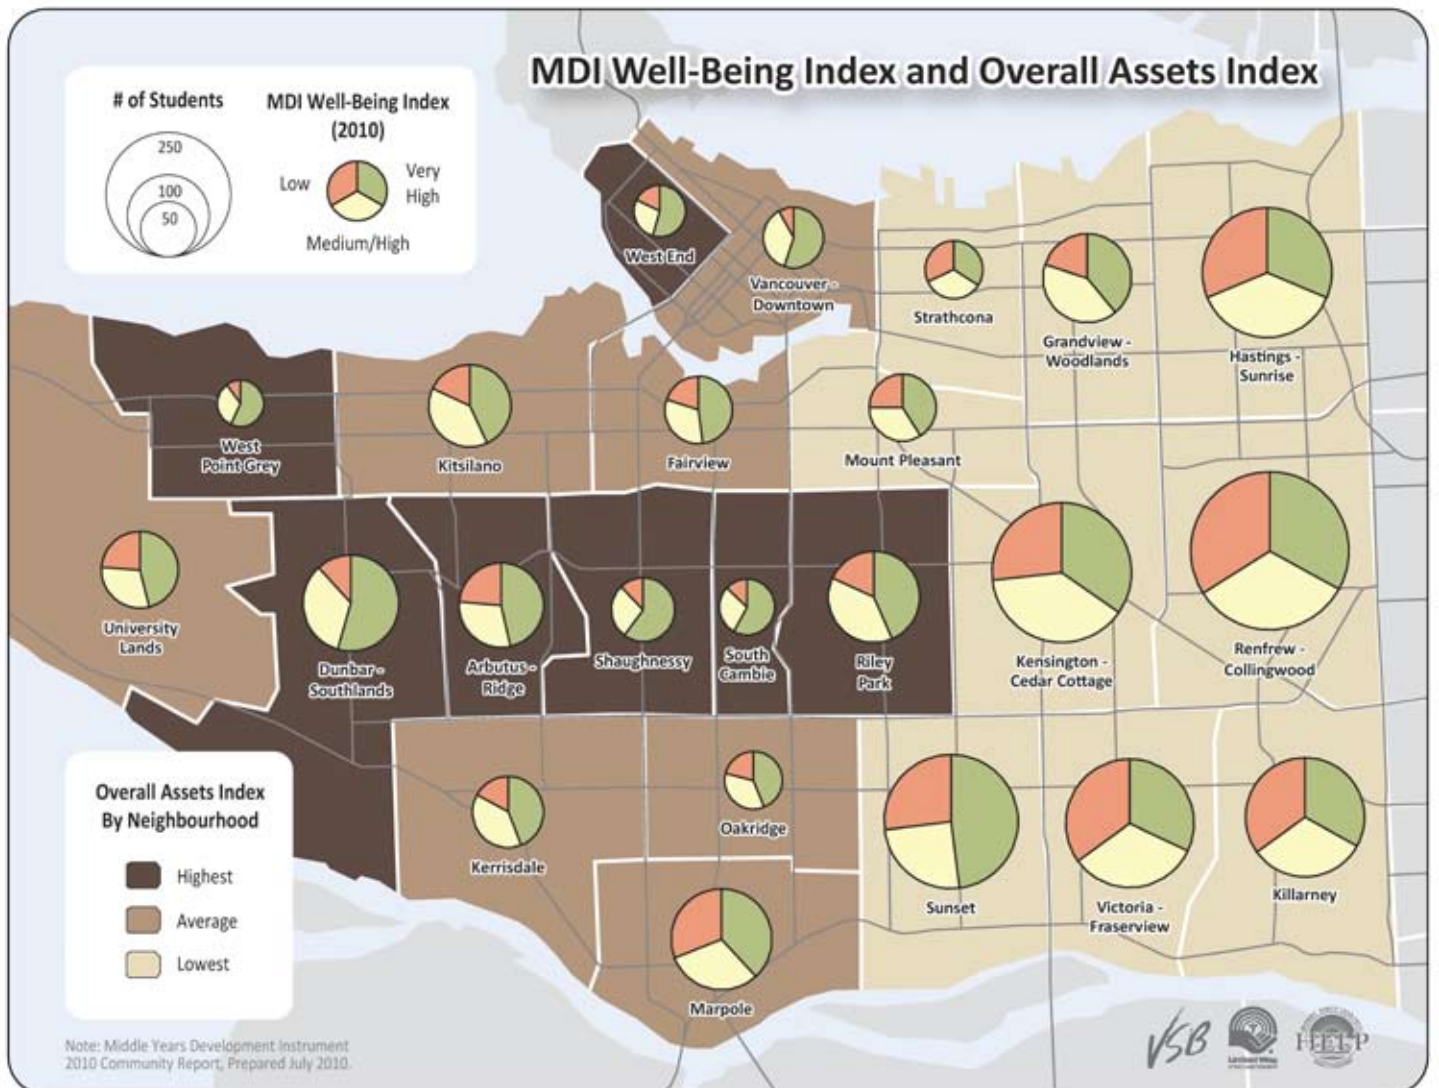 MDI Well-Being Index and Overall Assets Index
# of Students
250
100
50
MDI Well-Being Index
(2010)
Low
Very
High
Medium/High
West End
Vancouver -
Downtown
Strathcona
Grandview -
Woodlands
Hastings -
Sunrise
West
Point Grey
Kitsilano
Fairview
Mount Pleasant
University
Lands
Dunbar -
Southlands
Arbutus -
Ridge
Shaughnessy
South
Cambie
Riley
Park
Kensington -
Cedar Cottage
Renfrew -
Collingwood
Kerrisdale
Oakridge
Marpole
Sunset
Victoria -
Fraserview
Killarney
Overall Assets Index
By Neighbourhood
Highest
Average
Lowest
Note: Middle Years Development Instrument
2010 Community Report, Prepared July 2010.
VSB
United Way
HELP